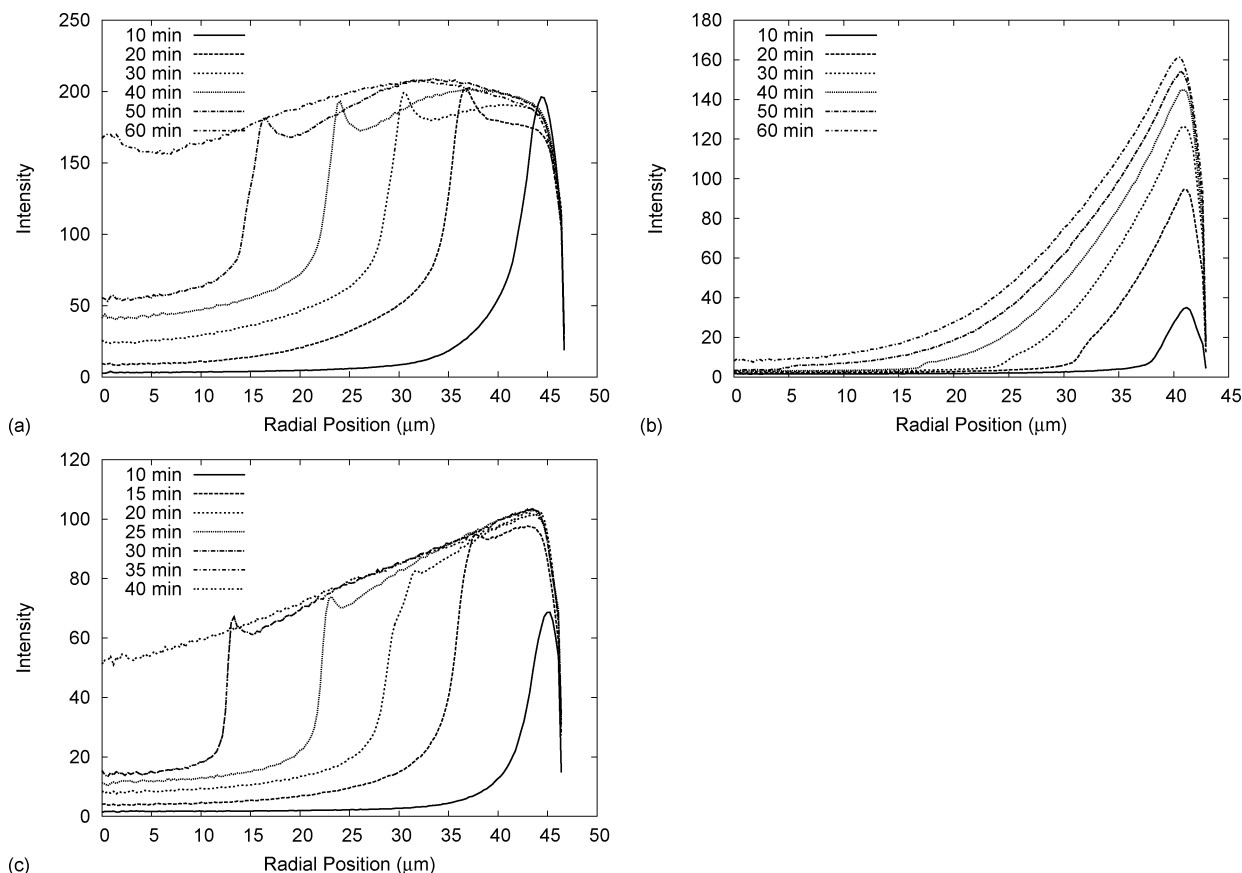 250
200
150
100
50
0
Intensity
10 min
20 min
30 min
40 min
50 min
60 min
0 5 10 15 20 25 30 35 40 45 50
Radial Position (μm)
(a)
180
160
140
120
100
80
60
40
20
0
Intensity
10 min
20 min
30 min
40 min
50 min
60 min
0 5 10 15 20 25 30 35 40 45
Radial Position (μm)
(b)
120
100
80
60
40
20
0
Intensity
10 min
15 min
20 min
25 min
30 min
35 min
40 min
0 5 10 15 20 25 30 35 40 45 50
Radial Position (μm)
(c)